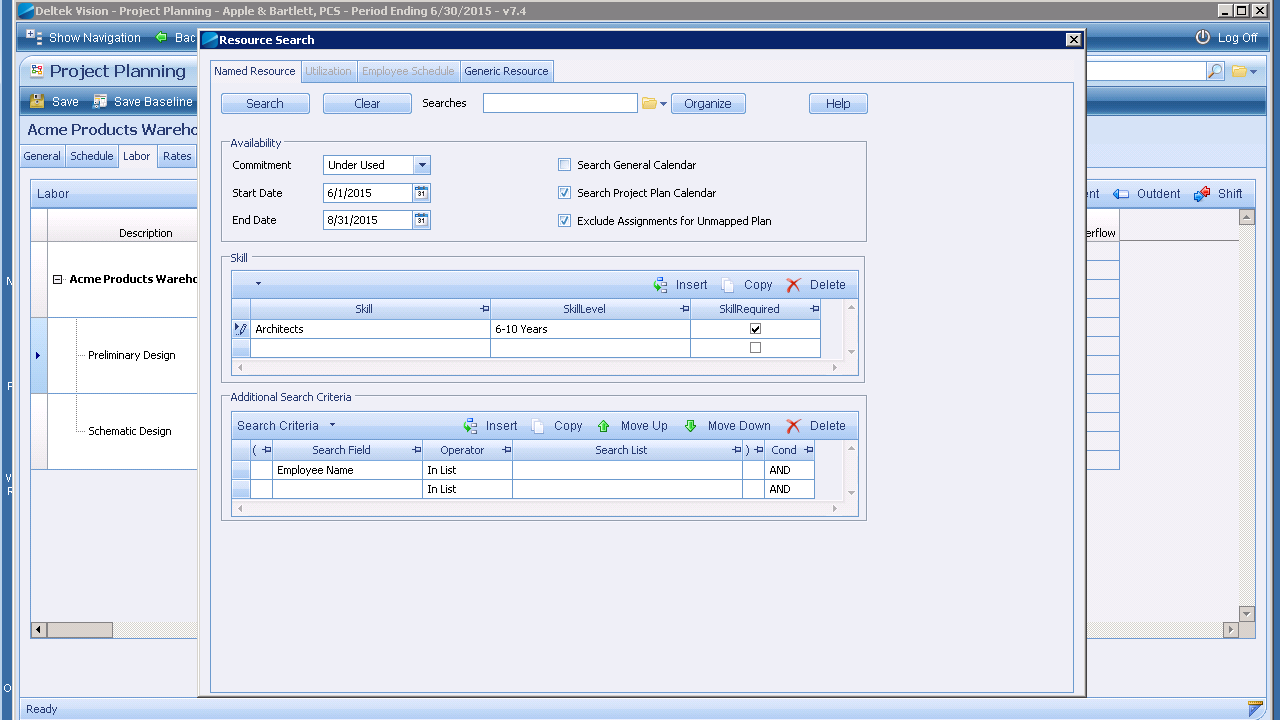 Deltek Vision - Project Planning - Apple & Bartlett, PCS - Period Ending 6/30/2015 - v7.4
Show Navigation Bac Log Off
Resource Search
Project Planning
Named Resource Utilization Employee Schedule Generic Resource
Save Save Baseline
Search Clear Searches Organize Help
Acme Products Wareho
General Schedule Labor Rates
Availability
Commitment Under Used Search General Calendar
Start Date 6/1/2015 31 Search Project Plan Calendar
End Date 8/31/2015 31 Exclude Assignments for Unmapped Plan
Labor nt Outdent Shift
Description erflow
Acme Products Wareho
Preliminary Design
Schematic Design
Skill
Insert Copy Delete
Skill SkillLevel SkillRequired
Architects 6-10 Years
Additional Search Criteria
Search Criteria Insert Copy Move Up Move Down Delete
( Search Field Operator Search List ) Cond
Employee Name In List AND
In List AND
Ready